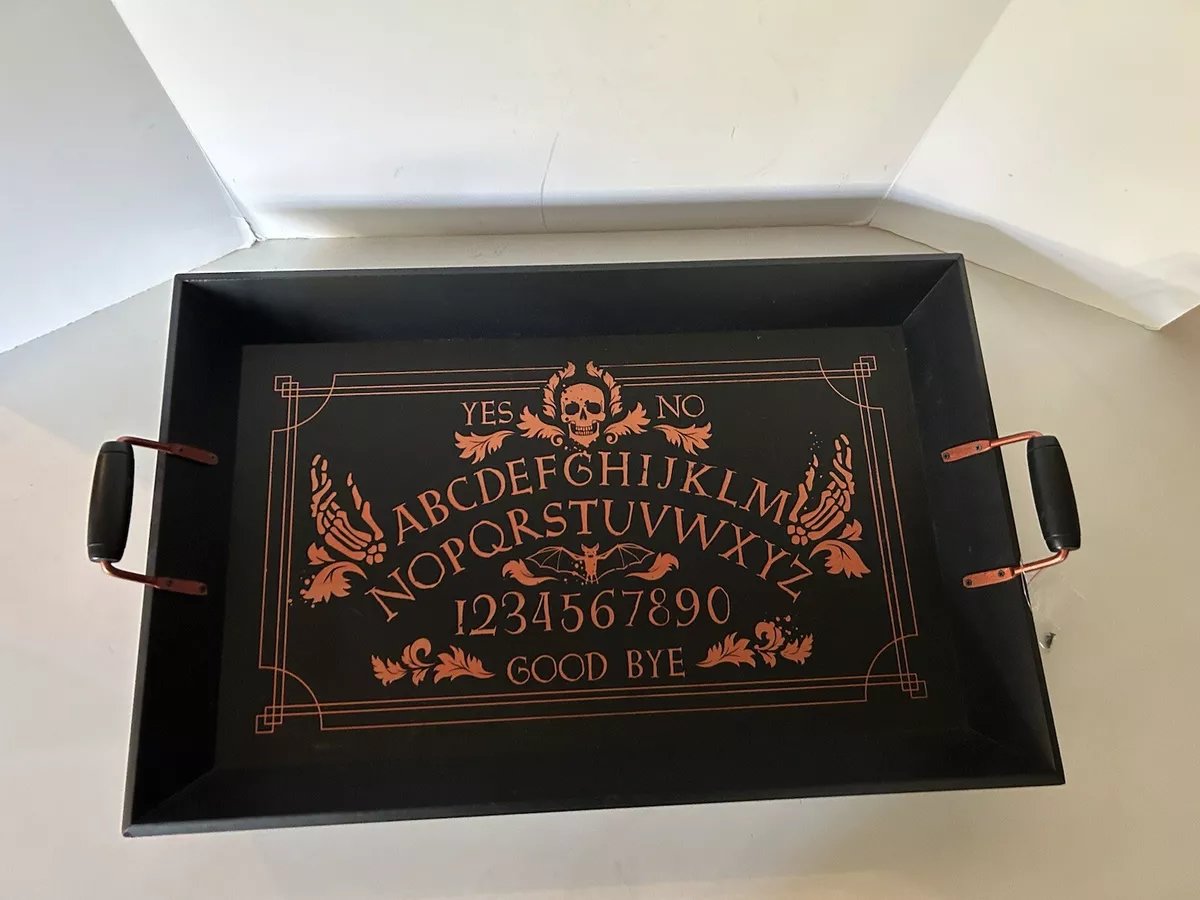 YES NO
ABCDEFGHIJKLM
NOPQRSTUVWXYZ
1234567890
GOOD BYE